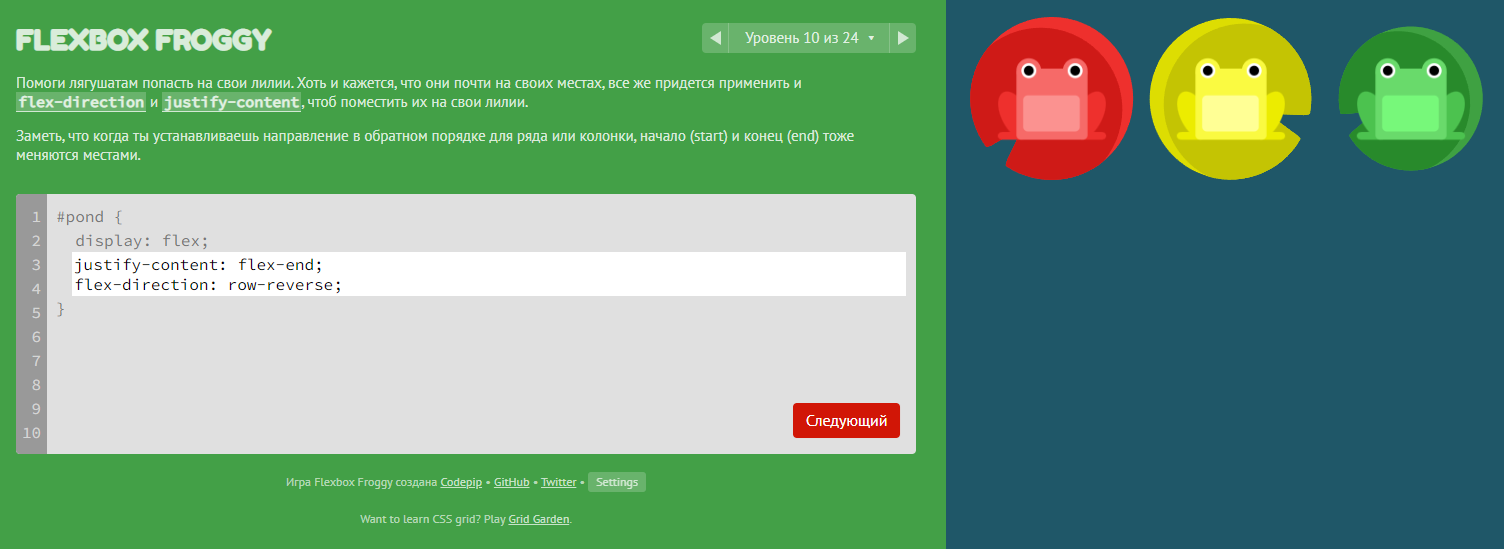 FLEXBOX FROGGY
Уровень 10 из 24
Помоги лягушатам попасть на свои лилии. Хоть и кажется, что они почти на своих местах, все же придется применить и
flex-direction и justify-content, чтоб поместить их на свои лилии.
Заметь, что когда ты устанавливаешь направление в обратном порядке для ряда или колонки, начало (start) и конец (end) тоже
меняются местами.
1 #pond {
2 display: flex;
3 justify-content: flex-end;
4 flex-direction: row-reverse;
5 }
6
7
8
9
10
Следующий
Игра Flexbox Froggy создана Codepip • GitHub • Twitter • Settings
Want to learn CSS grid? Play Grid Garden.